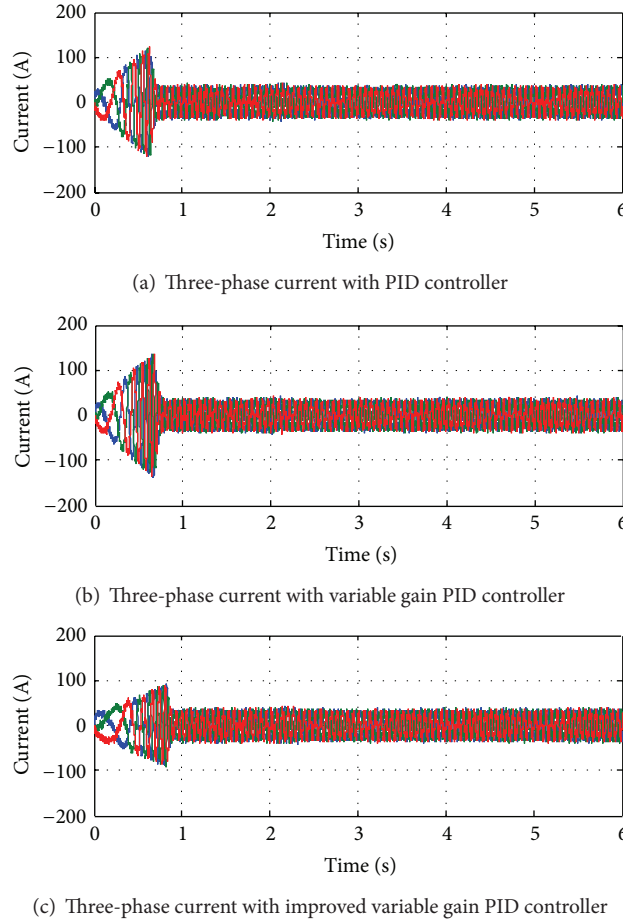 200
100
0
−100
−200
Current (A)
0 1 2 3 4 5 6
Time (s)
(a) Three-phase current with PID controller
200
100
0
−100
−200
Current (A)
0 1 2 3 4 5 6
Time (s)
(b) Three-phase current with variable gain PID controller
200
100
0
−100
−200
Current (A)
0 1 2 3 4 5 6
Time (s)
(c) Three-phase current with improved variable gain PID controller